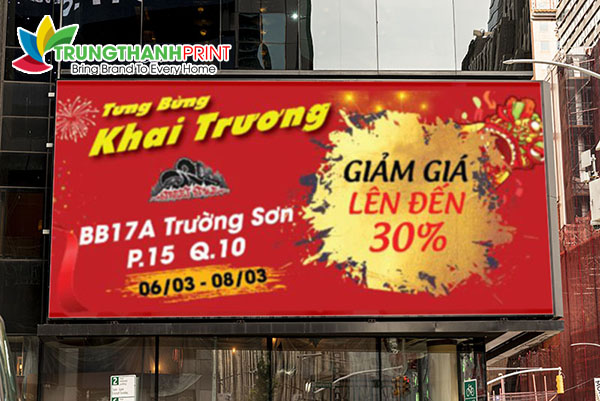 TRUNGTHANHPRINT
Bring Brand To Every Home
Tưng Bừng
Khai Trương
BB17A Trường Sơn
P.15 Q.10
06/03 - 08/03
GIẢM GIÁ
LÊN ĐẾN
30%
2